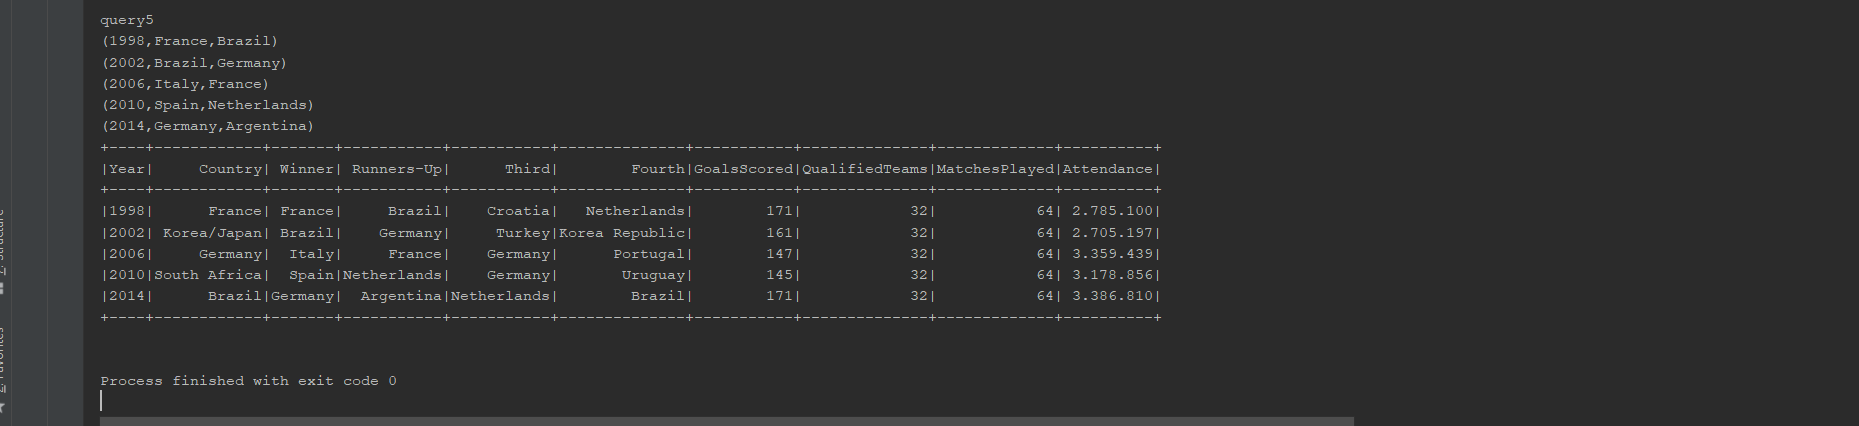 query5
(1998,France,Brazil)
(2002,Brazil,Germany)
(2006,Italy,France)
(2010,Spain,Netherlands)
(2014,Germany,Argentina)
+----+------------+-------+-----------+-----------+--------------+-----------+--------------+-------------+----------+
|Year|     Country| Winner| Runners-Up|      Third|        Fourth|GoalsScored|QualifiedTeams|MatchesPlayed|Attendance|
+----+------------+-------+-----------+-----------+--------------+-----------+--------------+-------------+----------+
|1998|      France| France|     Brazil|    Croatia|   Netherlands|        171|            32|           64| 2.785.100|
|2002| Korea/Japan| Brazil|    Germany|     Turkey|Korea Republic|        161|            32|           64| 2.705.197|
|2006|     Germany|  Italy|     France|    Germany|      Portugal|        147|            32|           64| 3.359.439|
|2010|South Africa|  Spain|Netherlands|    Germany|       Uruguay|        145|            32|           64| 3.178.856|
|2014|      Brazil|Germany|  Argentina|Netherlands|        Brazil|        171|            32|           64| 3.386.810|
+----+------------+-------+-----------+-----------+--------------+-----------+--------------+-------------+----------+
Process finished with exit code 0